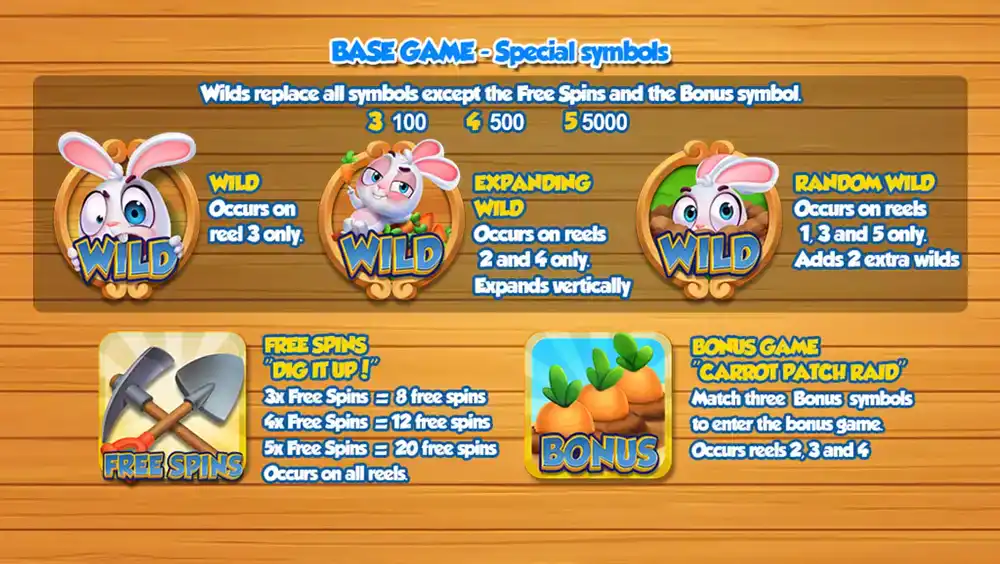 BASE GAME - Special symbols
Wilds replace all symbols except the Free Spins and the Bonus symbol.
3 100 4 500 5 5000
WILD
WILD
Occurs on
reel 3 only.
WILD
EXPANDING
WILD
Occurs on reels
2 and 4 only,
Expands vertically
WILD
RANDOM WILD
Occurs on reels
1, 3 and 5 only.
Adds 2 extra wilds
FREE SPINS
FREE SPINS
"DIG IT UP!"
3x Free Spins = 8 free spins
4x Free Spins = 12 free spins
5x Free Spins = 20 free spins
Occurs on all reels.
BONUS
BONUS GAME
"CARROT PATCH RAID"
Match three Bonus symbols
to enter the bonus game.
Occurs reels 2, 3 and 4